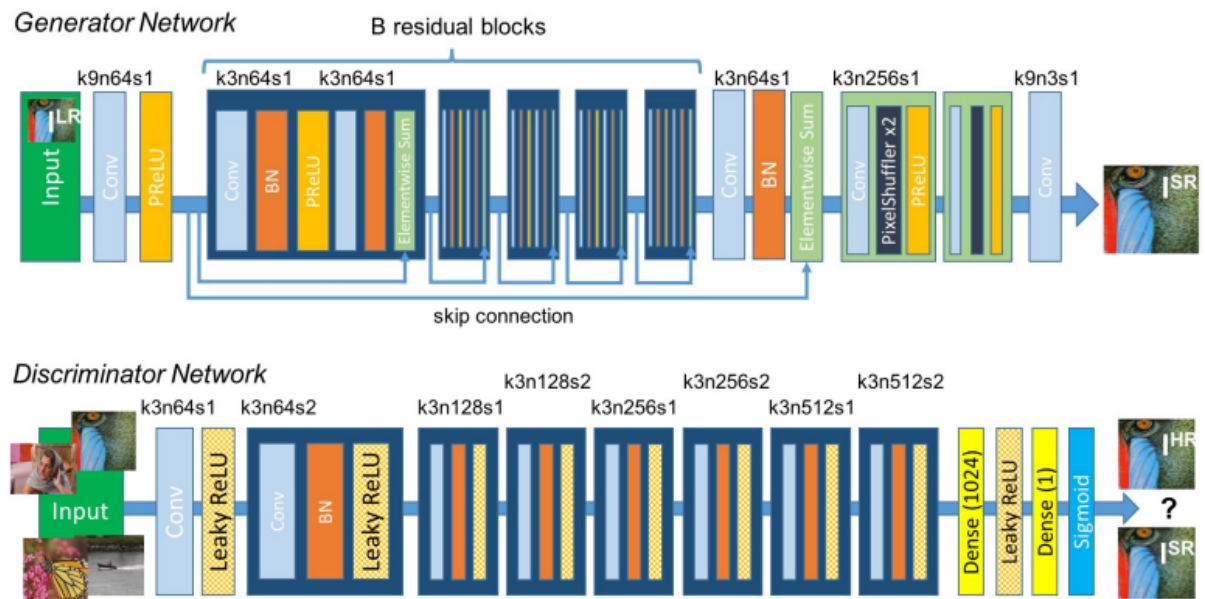 Generator Network
B residual blocks
k9n64s1
k3n64s1
k3n64s1
k3n64s1
k3n256s1
k9n3s1
I^LR
Input
Conv
PReLU
Conv
BN
PReLU
Elementwise Sum
Conv
BN
Elementwise Sum
Conv
PixelShuffler x2
PReLU
Conv
I^SR
skip connection
Discriminator Network
k3n128s2
k3n256s2
k3n512s2
k3n64s1
k3n64s2
k3n128s1
k3n256s1
k3n512s1
Input
Conv
Leaky ReLU
Conv
BN
Leaky ReLU
Dense (1024)
Leaky ReLU
Dense (1)
Sigmoid
I^HR
?
I^SR